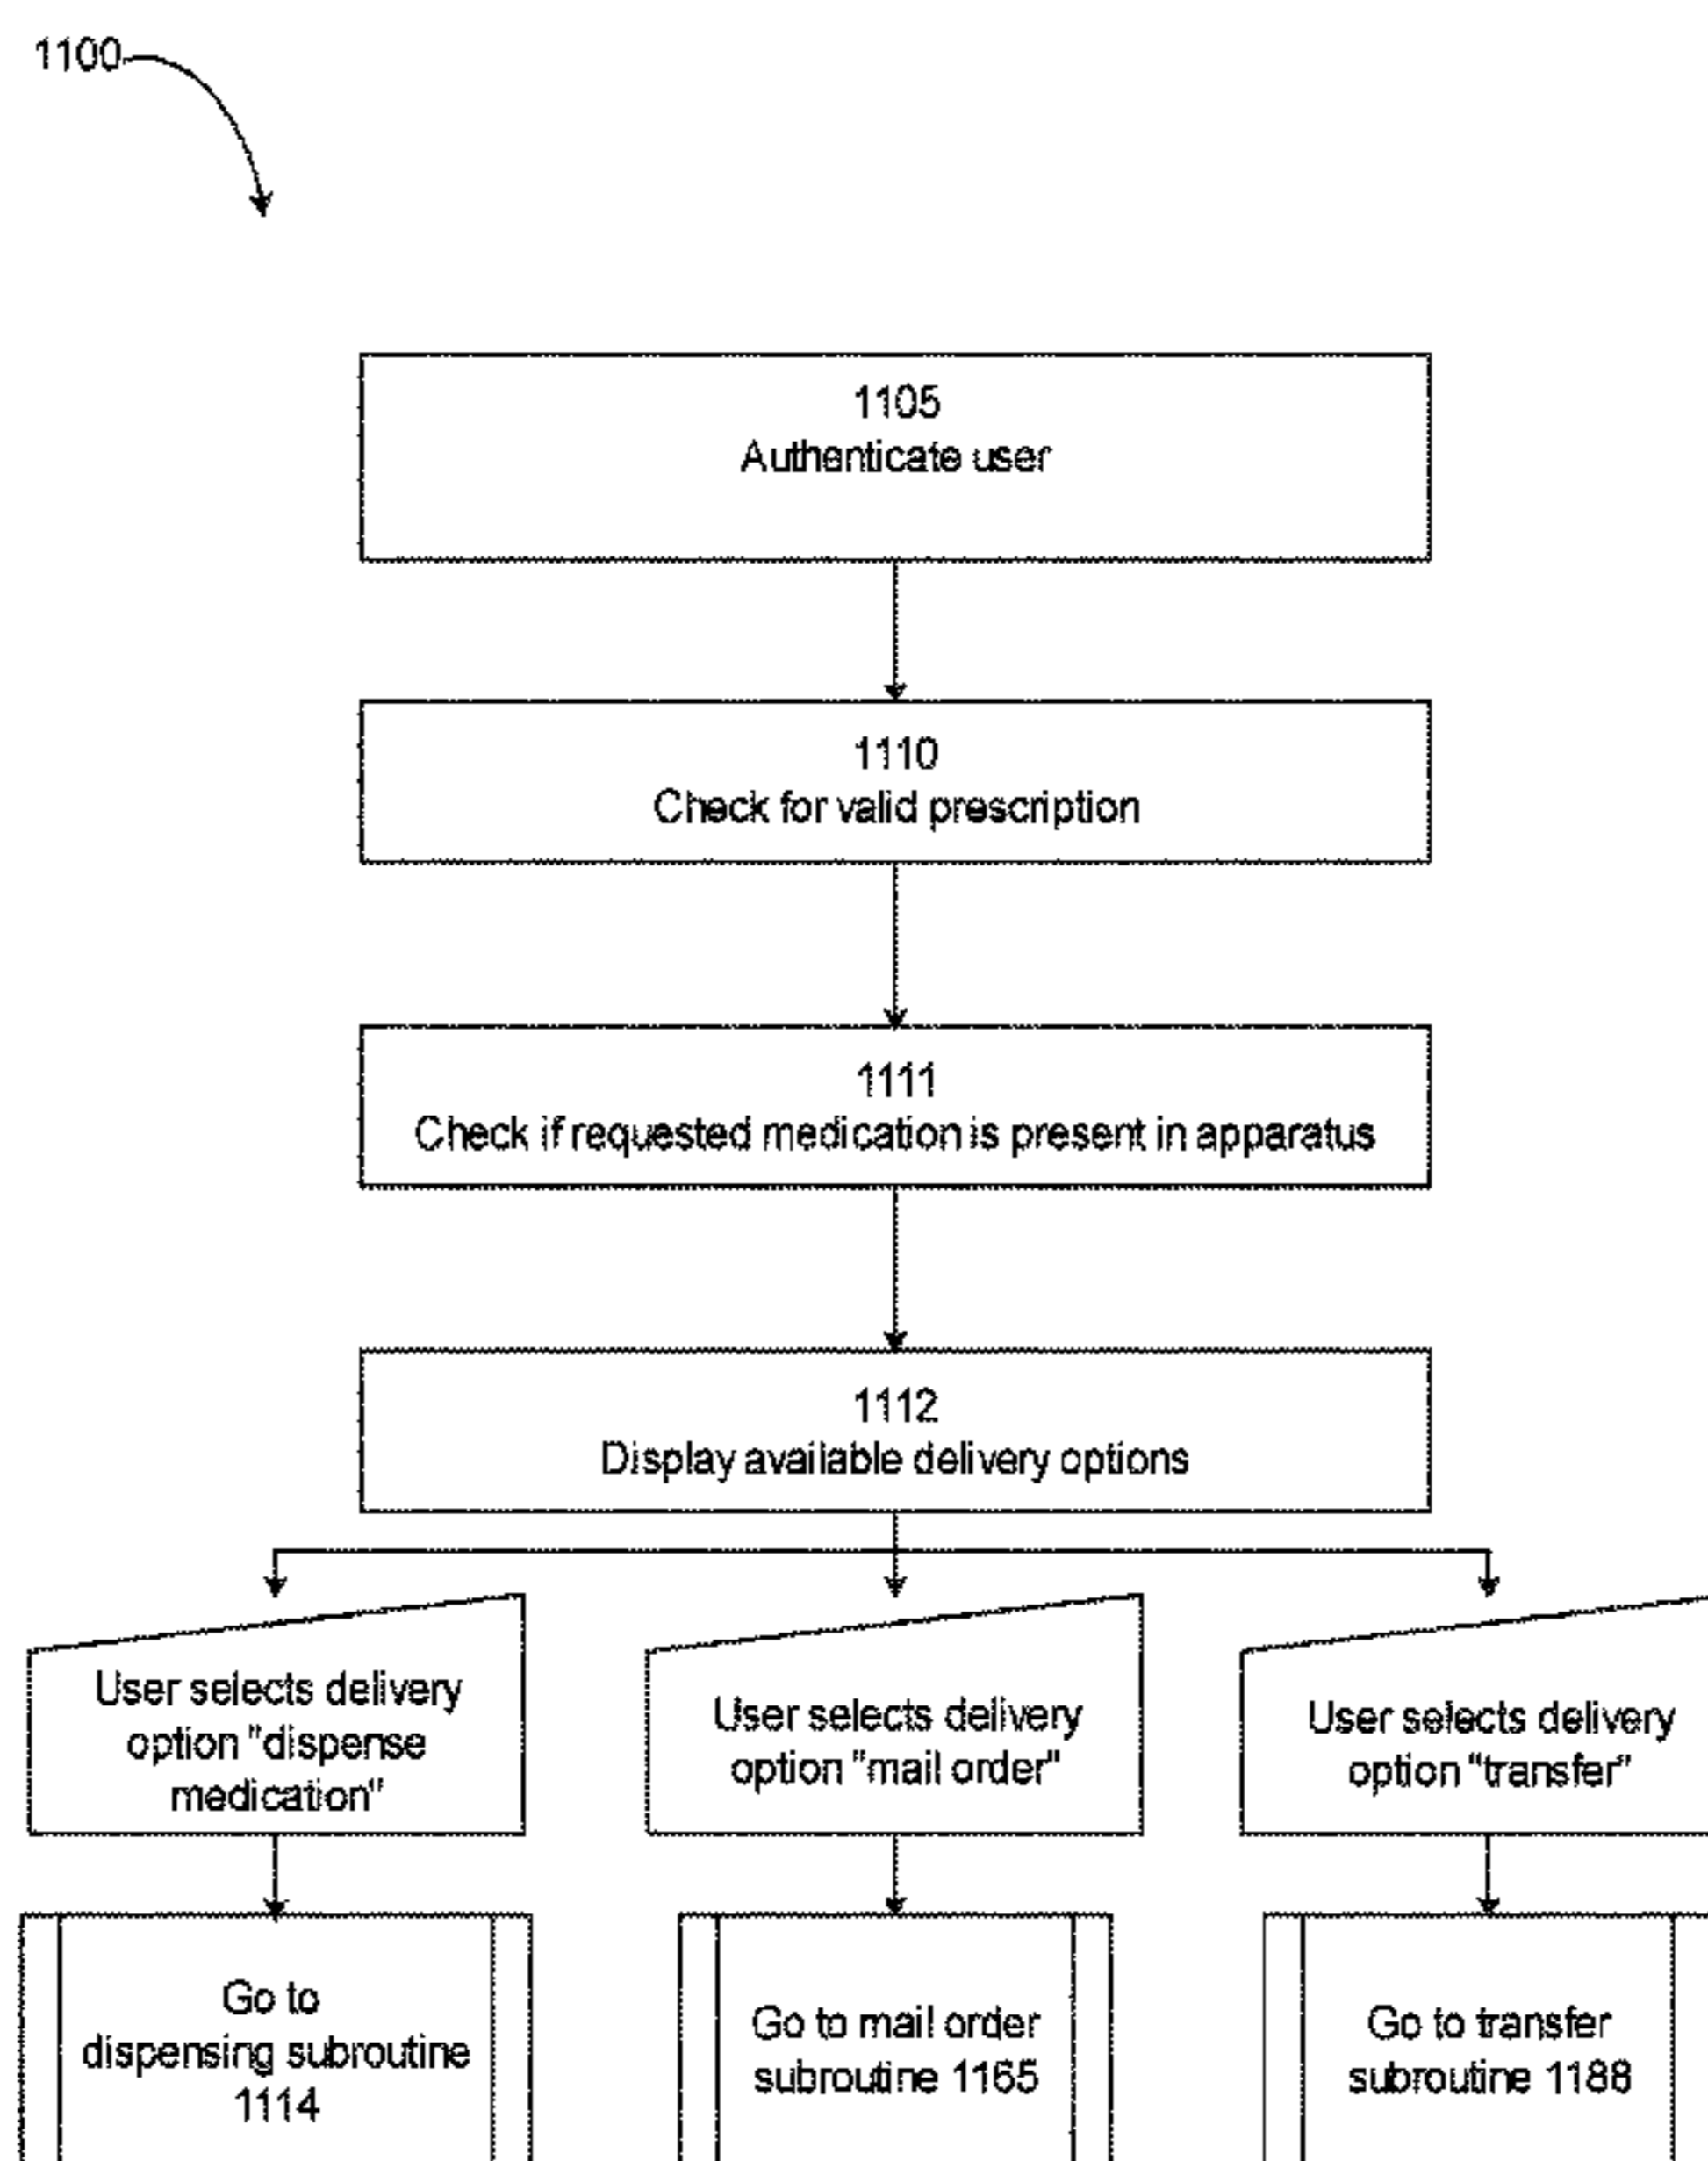 1100
1105
Authenticate user
1110
Check for valid prescription
1111
Check if requested medication is present in apparatus
1112
Display available delivery options
User selects delivery
option "dispense
medication"
User selects delivery
option "mail order"
User selects delivery
option "transfer"
Go to
dispensing subroutine
1114
Go to mail order
subroutine 1165
Go to transfer
subroutine 1188